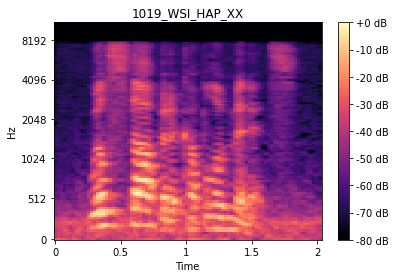 1019_WSI_HAP_XX
+0 dB
8192
-10 dB
4096
-20 dB
-30 dB
2048
Hz
-40 dB
1024
-50 dB
512
-60 dB
-70 dB
0
-80 dB
0 0.5 1 1.5 2
Time